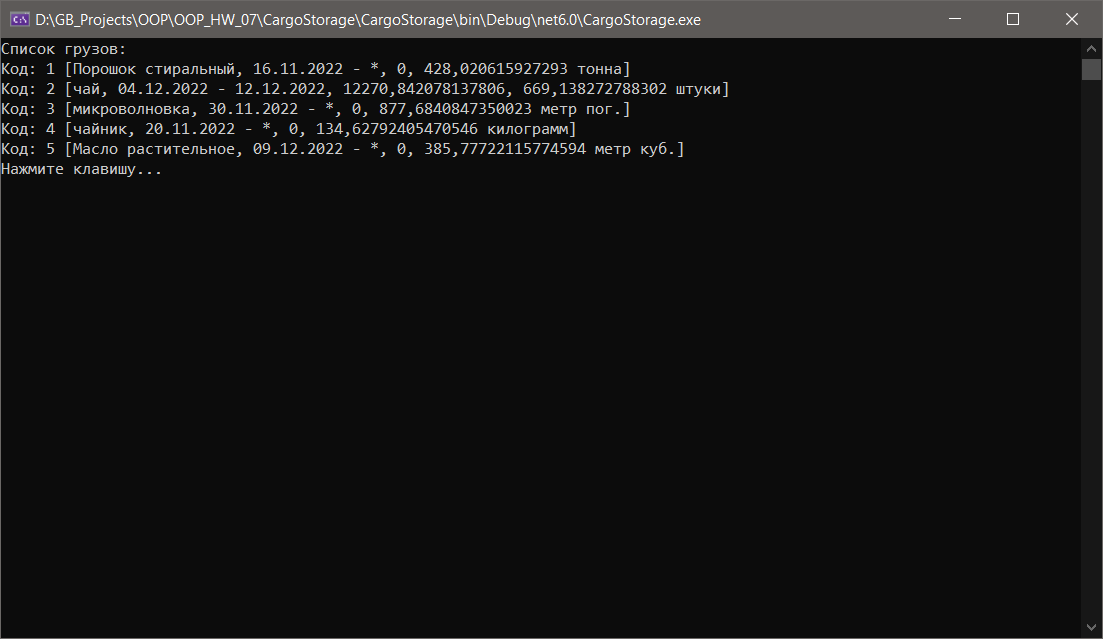 D:\GB_Projects\OOP\OOP_HW_07\CargoStorage\CargoStorage\bin\Debug\net6.0\CargoStorage.exe
Список грузов:
Код: 1 [Порошок стиральный, 16.11.2022 - *, 0, 428,020615927293 тонна]
Код: 2 [чай, 04.12.2022 - 12.12.2022, 12270,842078137806, 669,138272788302 штуки]
Код: 3 [микроволновка, 30.11.2022 - *, 0, 877,6840847350023 метр пог.]
Код: 4 [чайник, 20.11.2022 - *, 0, 134,62792405470546 килограмм]
Код: 5 [Масло растительное, 09.12.2022 - *, 0, 385,77722115774594 метр куб.]
Нажмите клавишу...